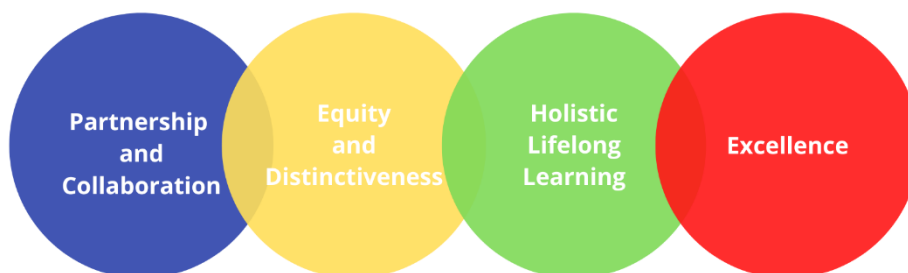 Partnership
and
Collaboration
Equity
and
Distinctiveness
Holistic
Lifelong
Learning
Excellence